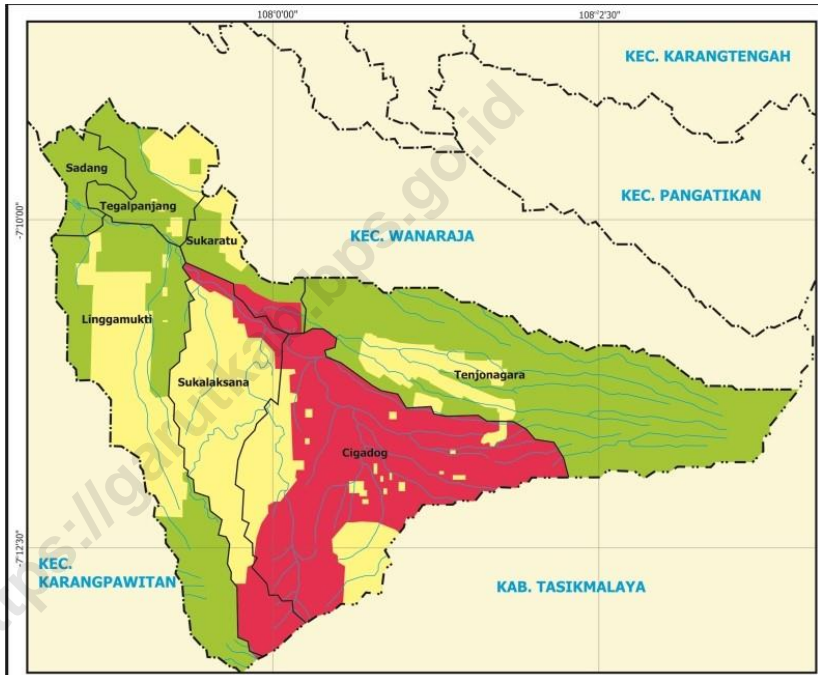 108°0'00"
108°2'30"
KEC. KARANGTENGAH
KEC. PANGATIKAN
KEC. WANARAJA
-7°10'00"
Sadang
Tegalpanjang
Sukaratu
Linggamukti
Sukalaksana
Tenjonagara
Cigadog
-7°12'30"
KEC.
KARANGPAWITAN
KAB. TASIKMALAYA
https://garutkab.bps.go.id